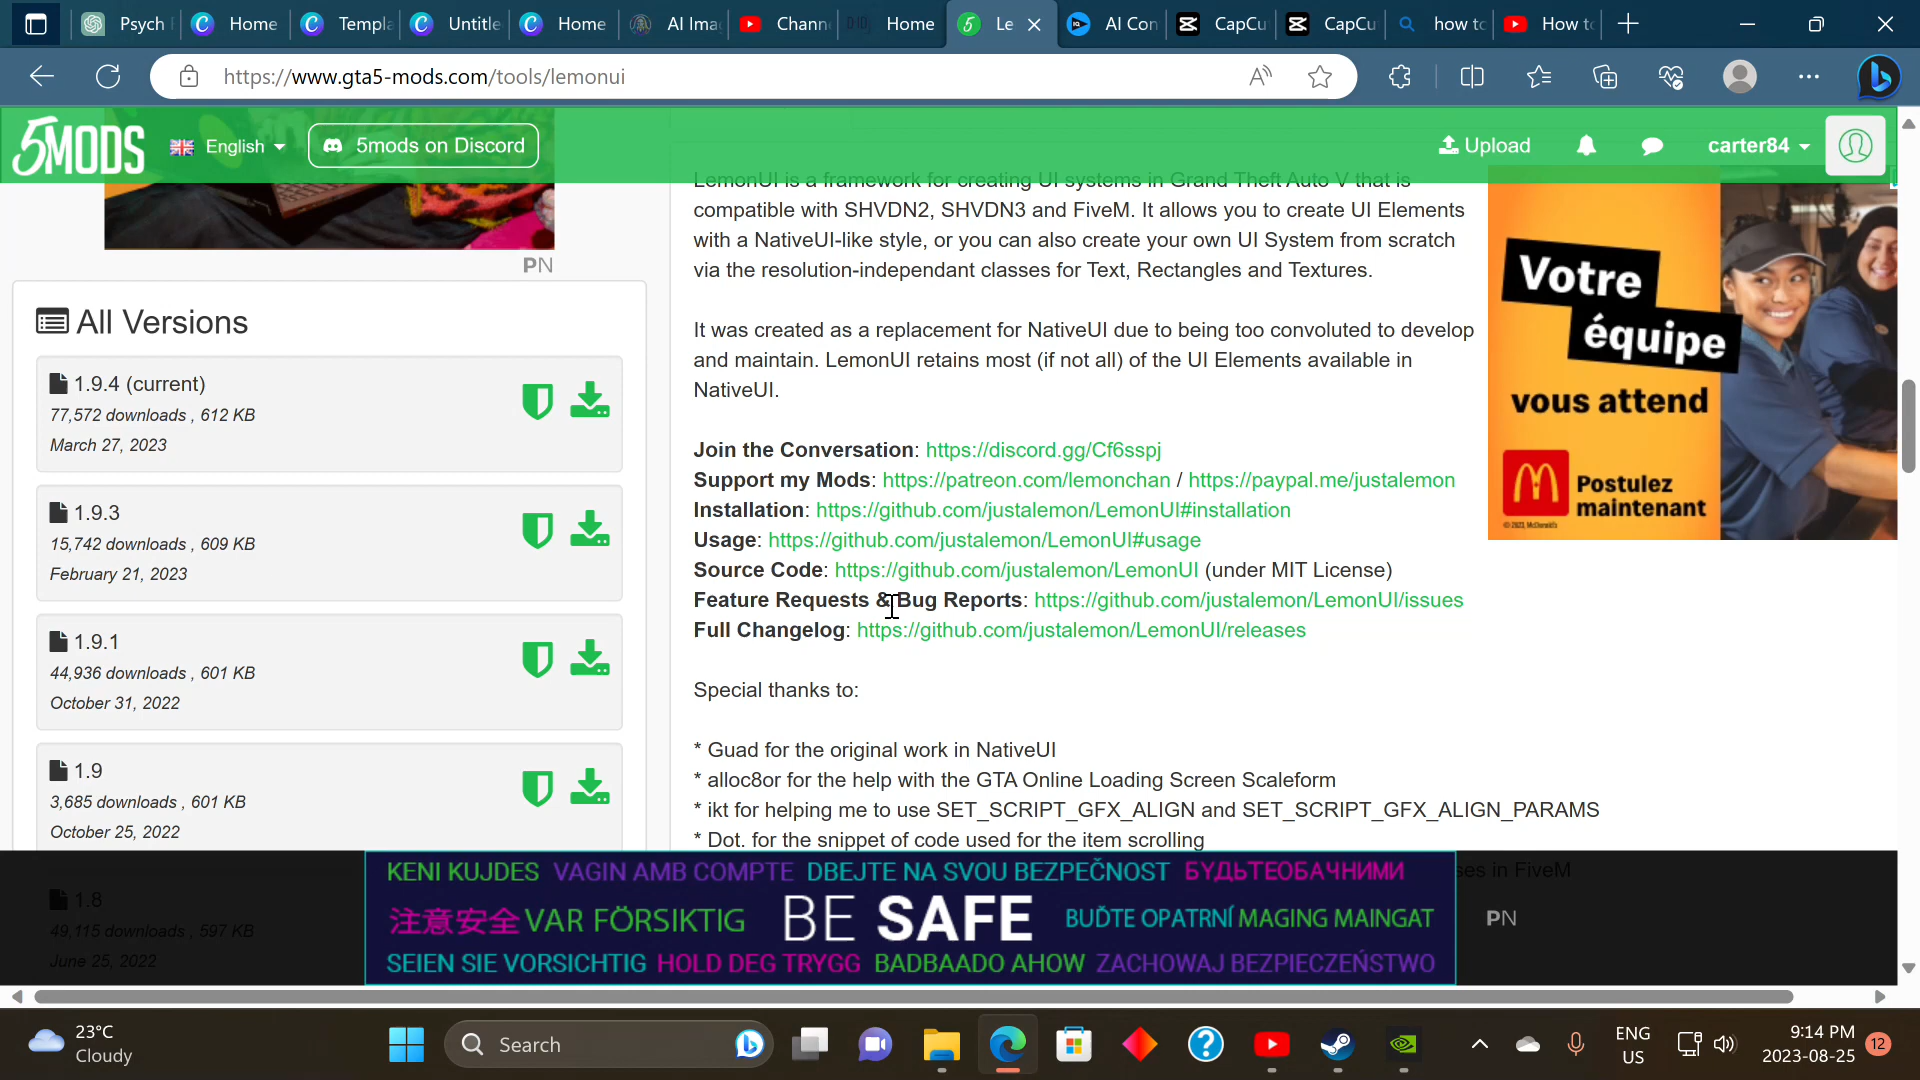 Psych
Home
Templa
Untitle
Home
AI Ima
Chann
Home
Le
AI Con
CapCu
CapCu
how to
How to
https://www.gta5-mods.com/tools/lemonui
5MODS
English
5mods on Discord
Upload
carter84
PN
All Versions
1.9.4 (current)
77,572 downloads , 612 KB
March 27, 2023
1.9.3
15,742 downloads , 609 KB
February 21, 2023
1.9.1
44,936 downloads , 601 KB
October 31, 2022
1.9
3,685 downloads , 601 KB
October 25, 2022
1.8
49,115 downloads , 597 KB
June 25, 2022
LemonUI is a framework for creating UI systems in Grand Theft Auto V that is
compatible with SHVDN2, SHVDN3 and FiveM. It allows you to create UI Elements
with a NativeUI-like style, or you can also create your own UI System from scratch
via the resolution-independant classes for Text, Rectangles and Textures.
It was created as a replacement for NativeUI due to being too convoluted to develop
and maintain. LemonUI retains most (if not all) of the UI Elements available in
NativeUI.
Join the Conversation: https://discord.gg/Cf6sspj
Support my Mods: https://patreon.com/lemonchan / https://paypal.me/justalemon
Installation: https://github.com/justalemon/LemonUI#installation
Usage: https://github.com/justalemon/LemonUI#usage
Source Code: https://github.com/justalemon/LemonUI (under MIT License)
Feature Requests & Bug Reports: https://github.com/justalemon/LemonUI/issues
Full Changelog: https://github.com/justalemon/LemonUI/releases
Special thanks to:
* Guad for the original work in NativeUI
* alloc8or for the help with the GTA Online Loading Screen Scaleform
* ikt for helping me to use SET_SCRIPT_GFX_ALIGN and SET_SCRIPT_GFX_ALIGN_PARAMS
* Dot. for the snippet of code used for the item scrolling
in FiveM
Votre
équipe
vous attend
Postulez
maintenant
© 2023, McDonald's
KENI KUJDES VAGIN AMB COMPTE DBEJTE NA SVOU BEZPEČNOST БУДЬТЕОБАЧНИМИ
注意安全 VAR FÖRSIKTIG BE SAFE BUĎTE OPATRNÍ MAGING MAINGAT
SEIEN SIE VORSICHTIG HOLD DEG TRYGG BADBAADO AHOW ZACHOWAJ BEZPIECZEŃSTWO
PN
23°C
Cloudy
Search
ENG
US
9:14 PM
2023-08-25
12